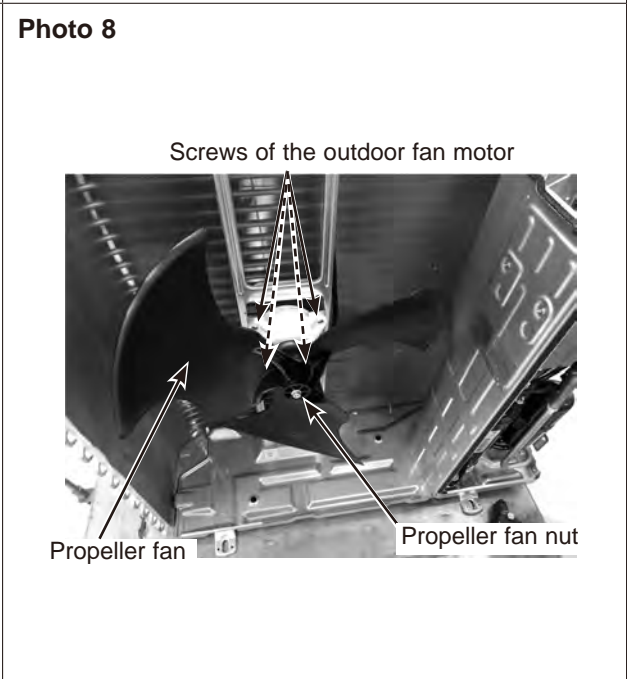 Photo 8
Screws of the outdoor fan motor
Propeller fan
Propeller fan nut